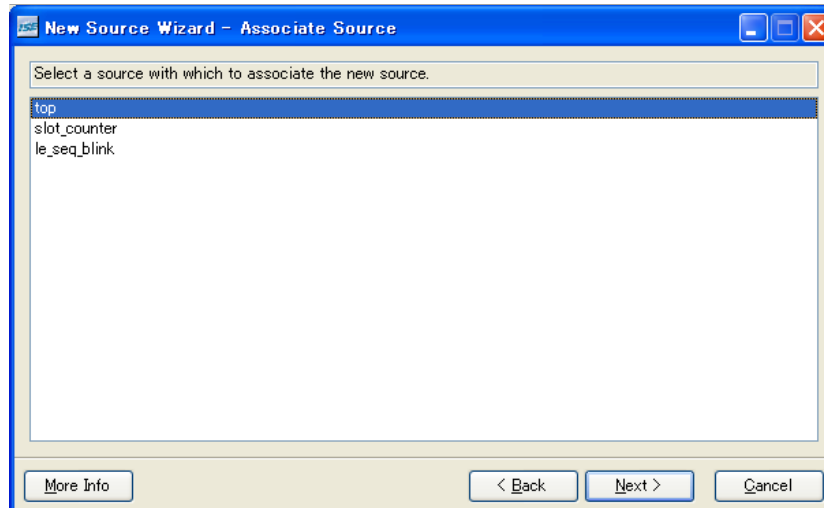 ISE New Source Wizard - Associate Source
Select a source with which to associate the new source.
top
slot_counter
le_seq_blink
More Info
< Back
Next >
Cancel